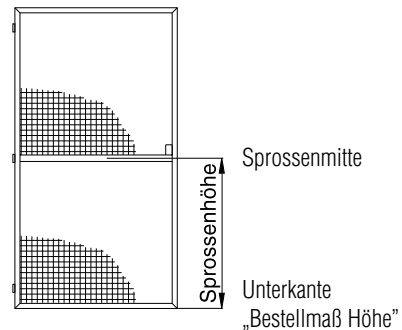 Sprossenmitte
Sprossenhöhe
Unterkante
„Bestellmaß Höhe”